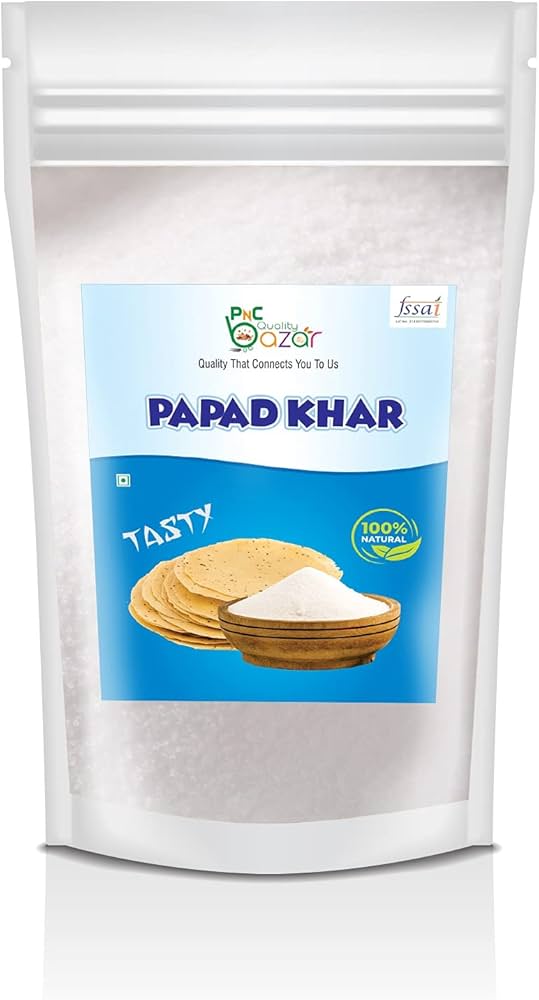 PNC
Quality
bazar
Quality That Connects You To Us
fssai
PAPAD KHAR
TASTY
100%
NATURAL